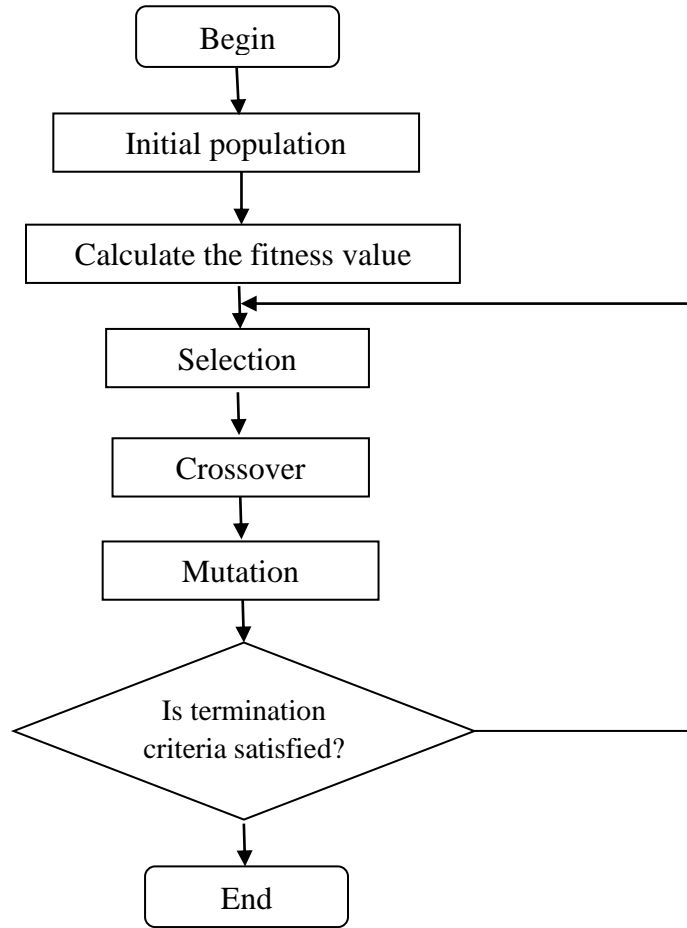 Begin
Initial population
Calculate the fitness value
Selection
Crossover
Mutation
Is termination
criteria satisfied?
End